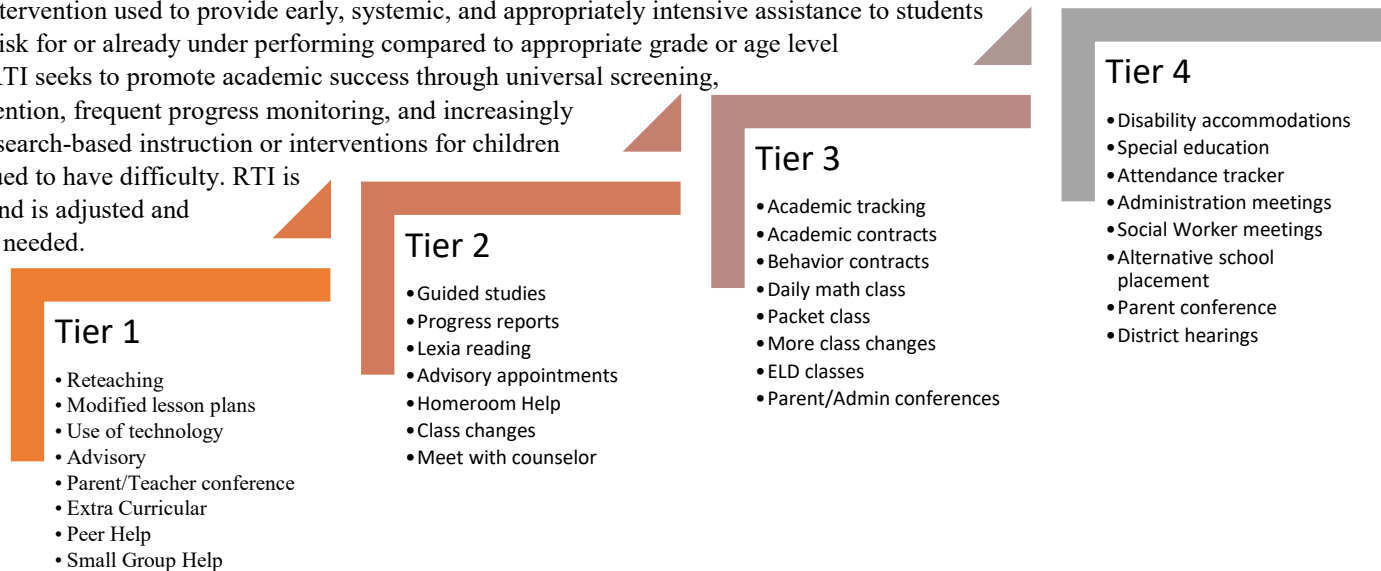 tervention used to provide early, systemic, and appropriately intensive assistance to students
risk for or already under performing compared to appropriate grade or age level
RTI seeks to promote academic success through universal screening,
ention, frequent progress monitoring, and increasingly
search-based instruction or interventions for children
ued to have difficulty. RTI is
nd is adjusted and
needed.
Tier 1
• Reteaching
• Modified lesson plans
• Use of technology
• Advisory
• Parent/Teacher conference
• Extra Curricular
• Peer Help
• Small Group Help
Tier 2
• Guided studies
• Progress reports
• Lexia reading
• Advisory appointments
• Homeroom Help
• Class changes
• Meet with counselor
Tier 3
• Academic tracking
• Academic contracts
• Behavior contracts
• Daily math class
• Packet class
• More class changes
• ELD classes
• Parent/Admin conferences
Tier 4
• Disability accommodations
• Special education
• Attendance tracker
• Administration meetings
• Social Worker meetings
• Alternative school
placement
• Parent conference
• District hearings